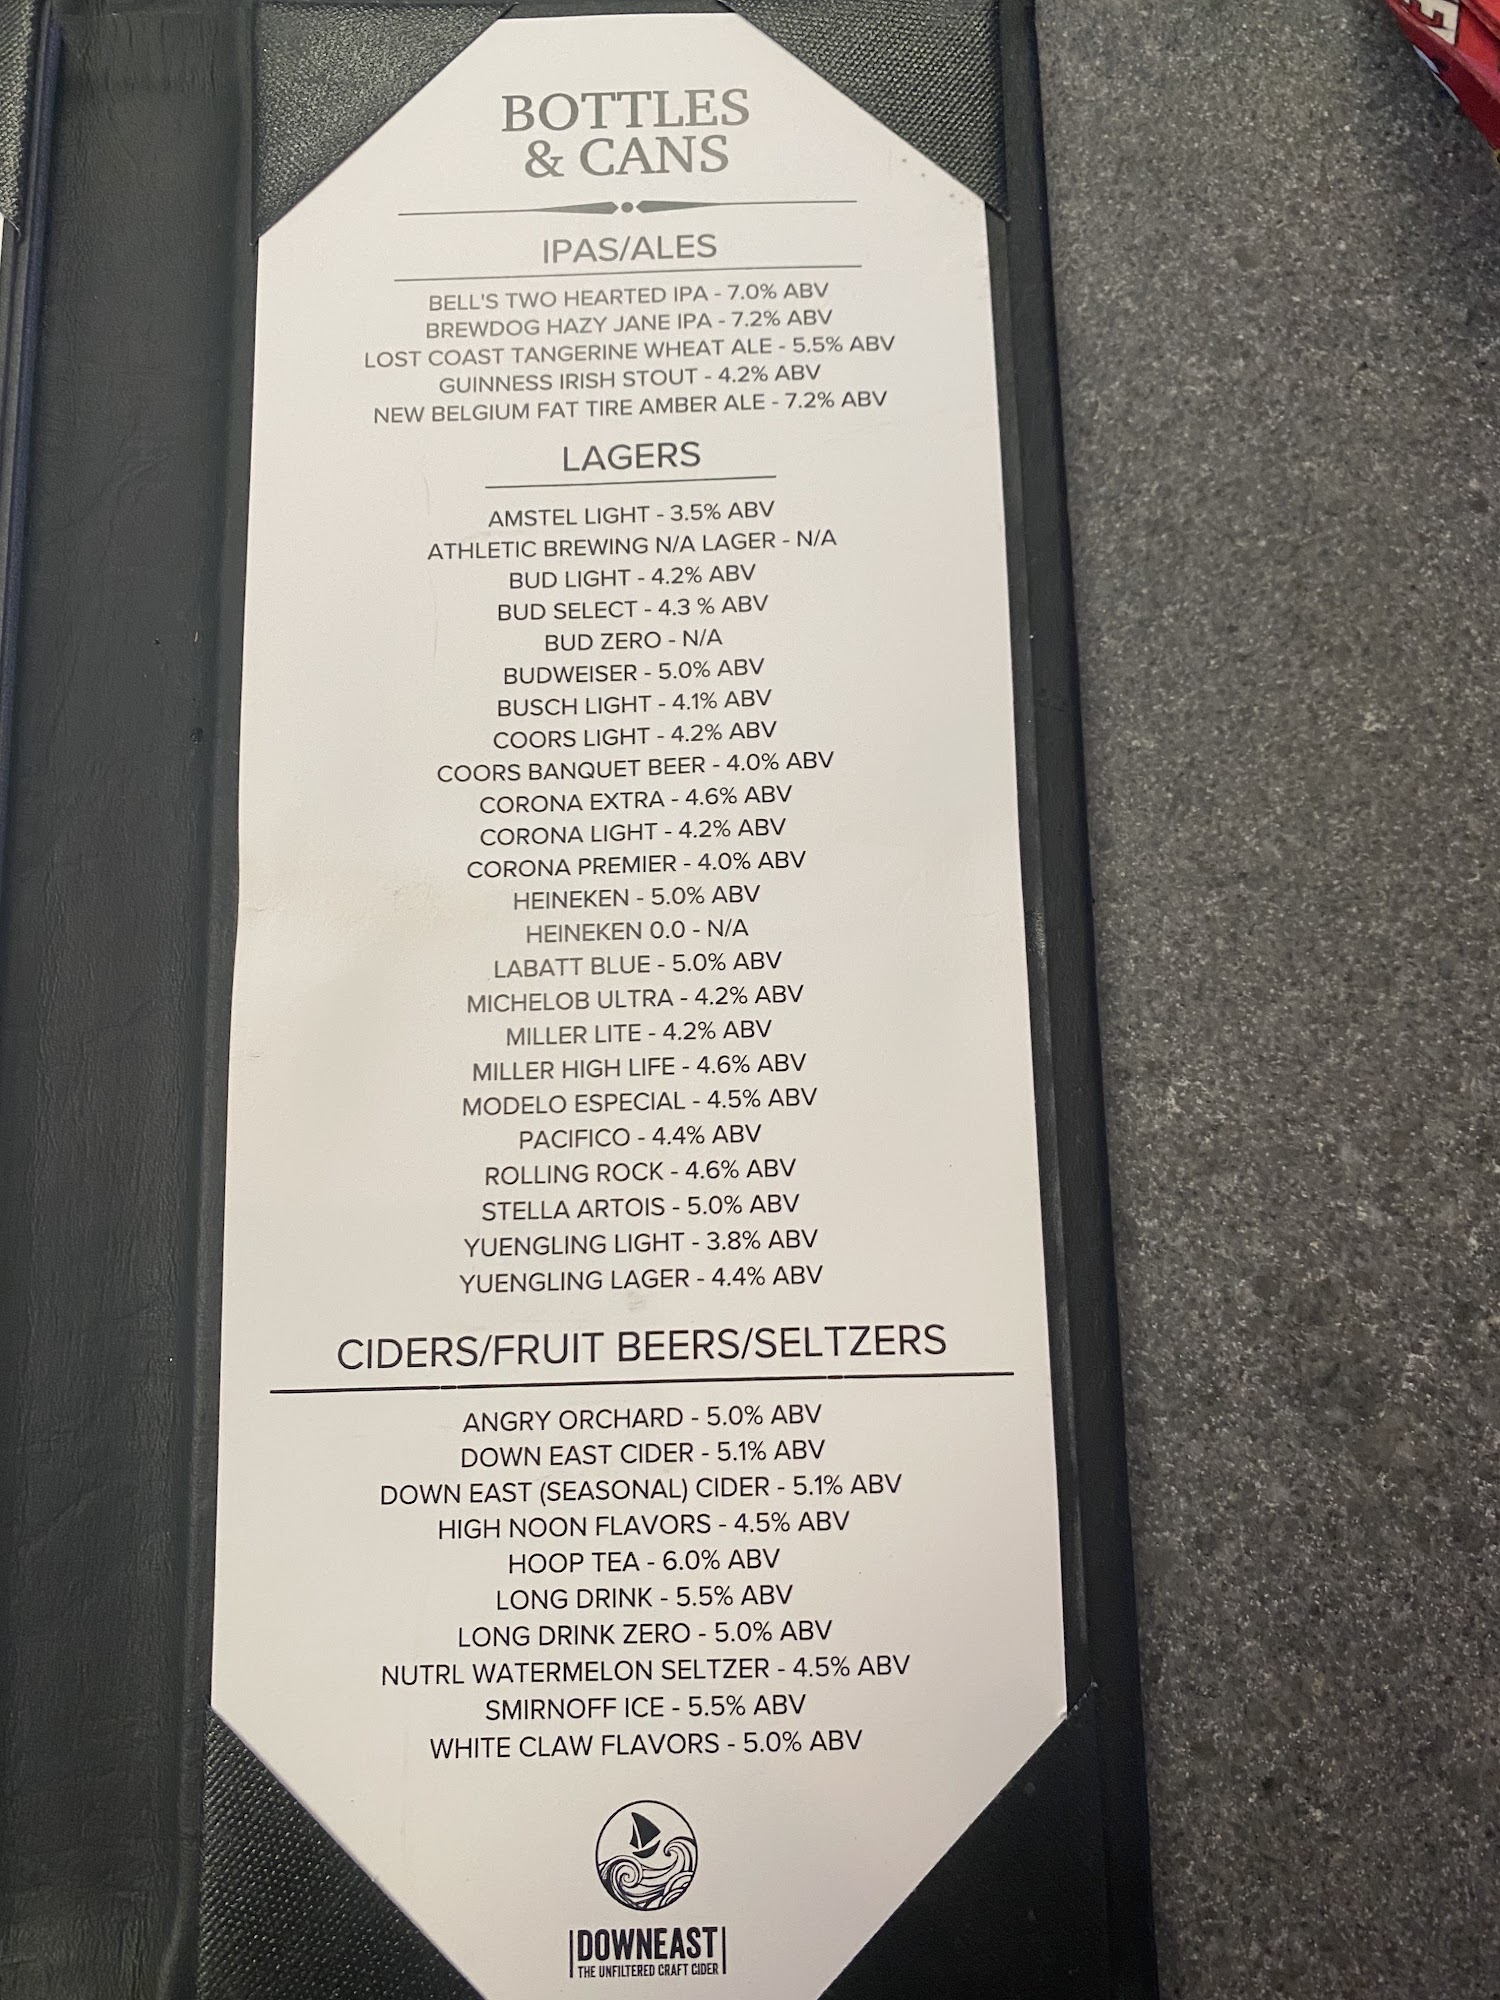 BOTTLES
& CANS
IPAS/ALES
BELL'S TWO HEARTED IPA - 7.0% ABV
BREWDOG HAZY JANE IPA - 7.2% ABV
LOST COAST TANGERINE WHEAT ALE - 5.5% ABV
GUINNESS IRISH STOUT - 4.2% ABV
NEW BELGIUM FAT TIRE AMBER ALE - 7.2% ABV
LAGERS
AMSTEL LIGHT - 3.5% ABV
ATHLETIC BREWING N/A LAGER - N/A
BUD LIGHT - 4.2% ABV
BUD SELECT - 4.3 % ABV
BUD ZERO - N/A
BUDWEISER - 5.0% ABV
BUSCH LIGHT - 4.1% ABV
COORS LIGHT - 4.2% ABV
COORS BANQUET BEER - 4.0% ABV
CORONA EXTRA - 4.6% ABV
CORONA LIGHT - 4.2% ABV
CORONA PREMIER - 4.0% ABV
HEINEKEN - 5.0% ABV
HEINEKEN 0.0 - N/A
LABATT BLUE - 5.0% ABV
MICHELOB ULTRA - 4.2% ABV
MILLER LITE - 4.2% ABV
MILLER HIGH LIFE - 4.6% ABV
MODELO ESPECIAL - 4.5% ABV
PACIFICO - 4.4% ABV
ROLLING ROCK - 4.6% ABV
STELLA ARTOIS - 5.0% ABV
YUENGLING LIGHT - 3.8% ABV
YUENGLING LAGER - 4.4% ABV
CIDERS/FRUIT BEERS/SELTZERS
ANGRY ORCHARD - 5.0% ABV
DOWN EAST CIDER - 5.1% ABV
DOWN EAST (SEASONAL) CIDER - 5.1% ABV
HIGH NOON FLAVORS - 4.5% ABV
HOOP TEA - 6.0% ABV
LONG DRINK - 5.5% ABV
LONG DRINK ZERO - 5.0% ABV
NUTRL WATERMELON SELTZER - 4.5% ABV
SMIRNOFF ICE - 5.5% ABV
WHITE CLAW FLAVORS - 5.0% ABV
DOWNEAST
THE UNFILTERED CRAFT CIDER